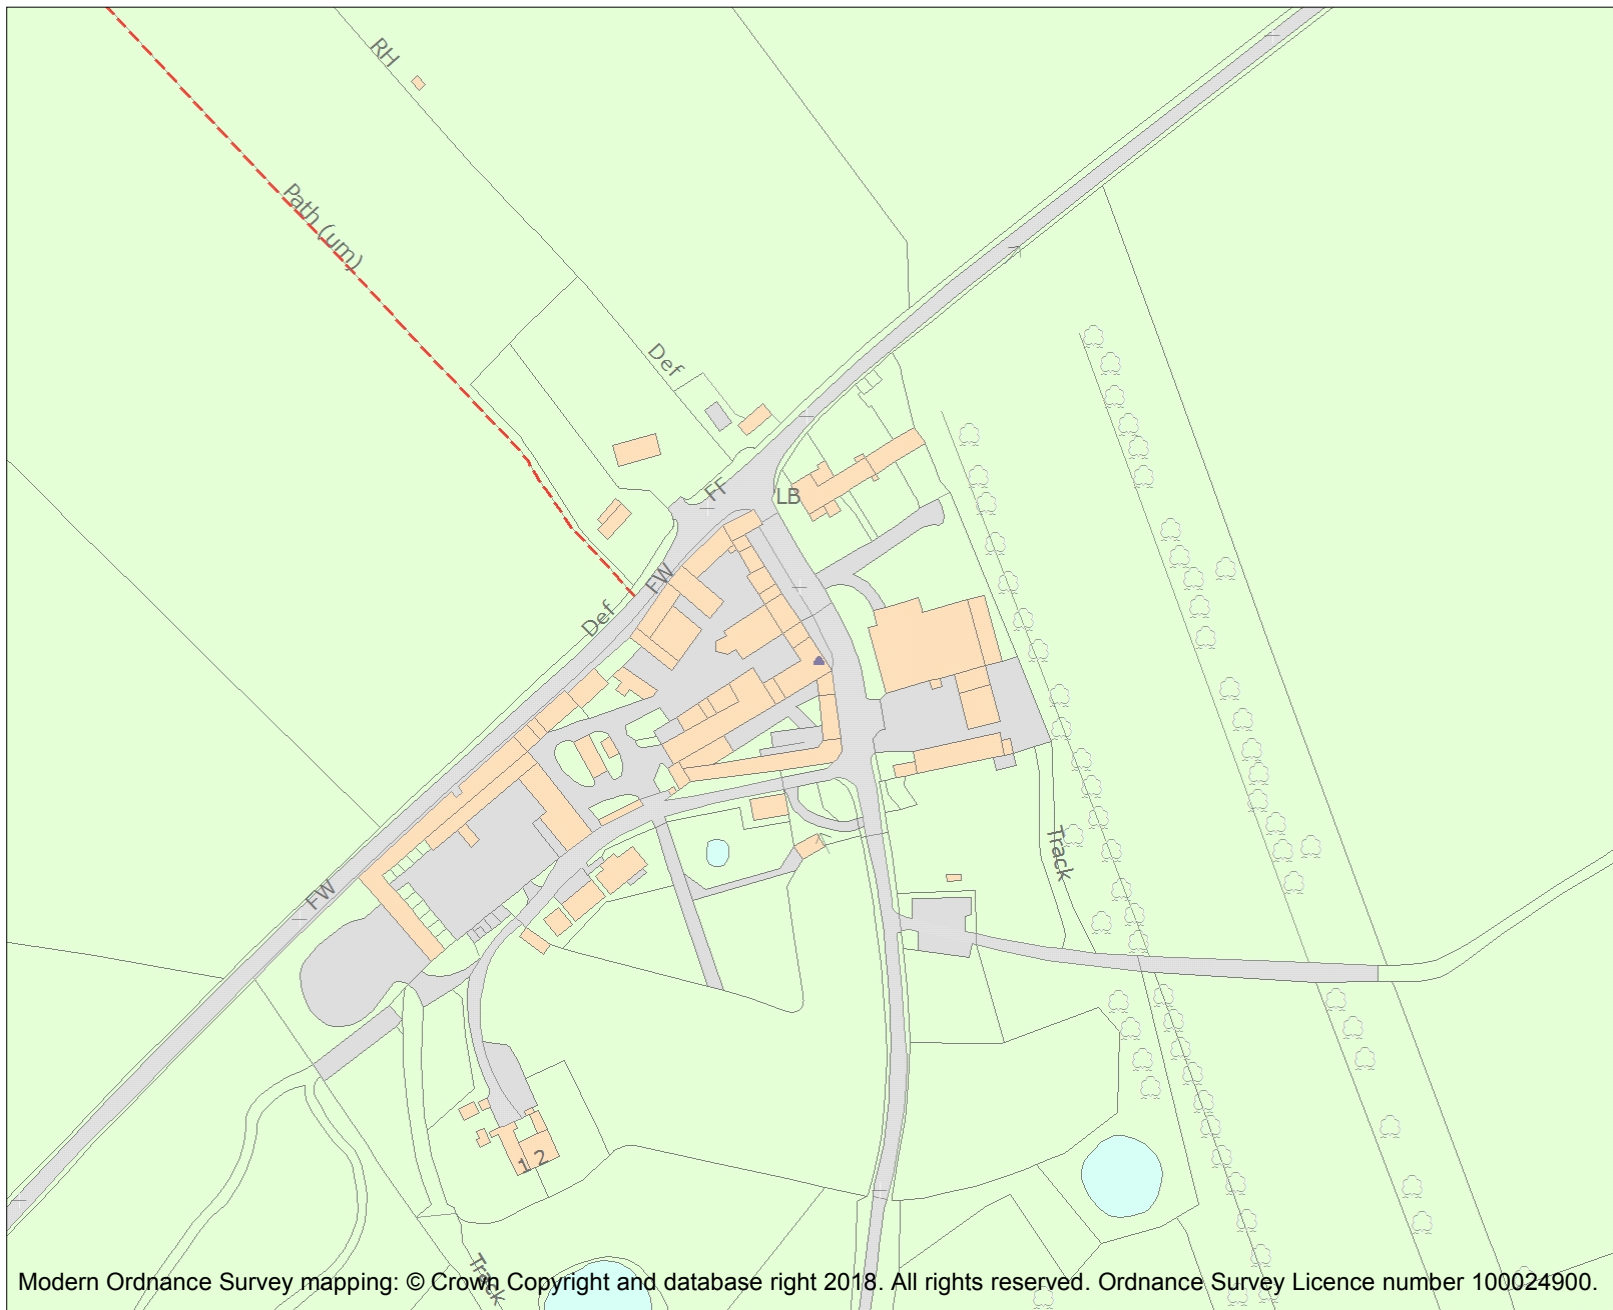 RH
Path (um)
Def
FF
LB
FW
Def
Track
FW
1 2
Track
Modern Ordnance Survey mapping: © Crown Copyright and database right 2018. All rights reserved. Ordnance Survey Licence number 100024900.